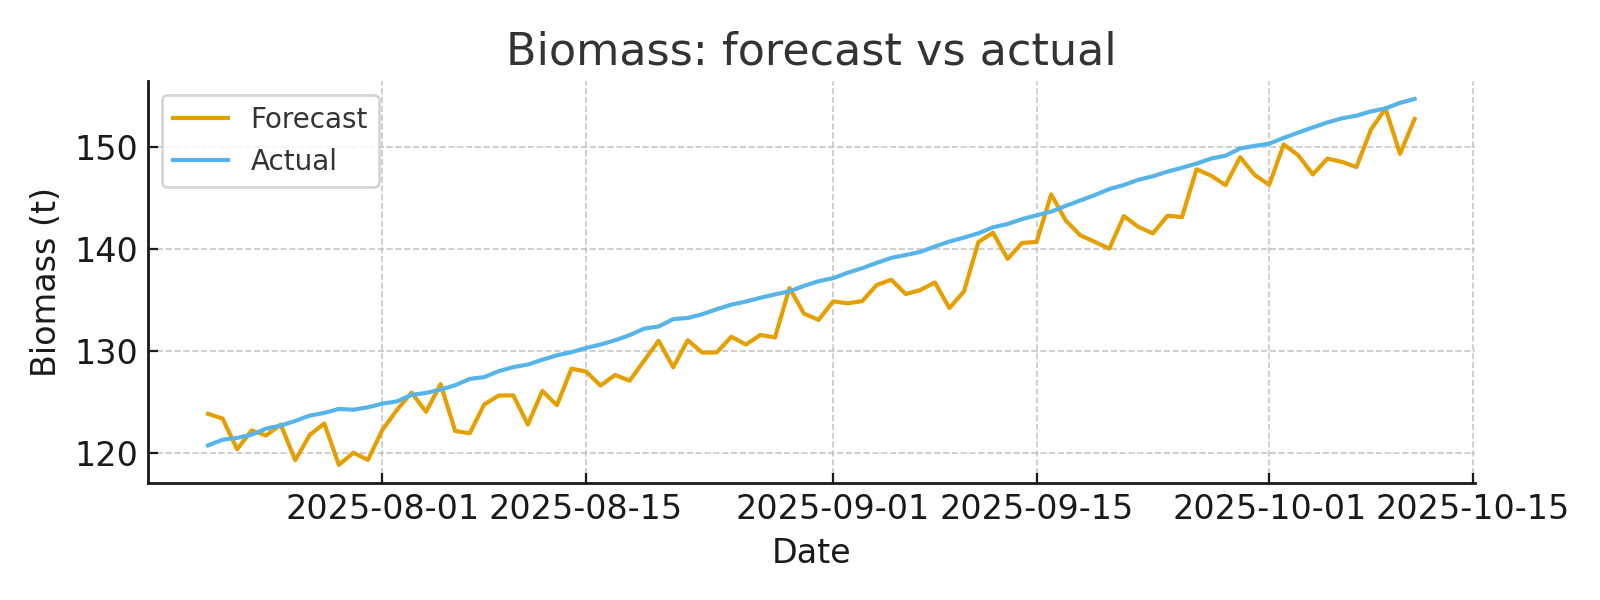 Biomass: forecast vs actual
Forecast
Actual
Biomass (t)
150
140
130
120
2025-08-01 2025-08-15 2025-09-01 2025-09-15 2025-10-01 2025-10-15
Date